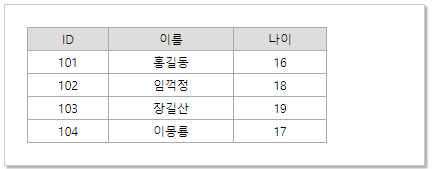 ID 이름 나이
101 홍길동 16
102 임꺽정 18
103 장길산 19
104 이몽룡 17